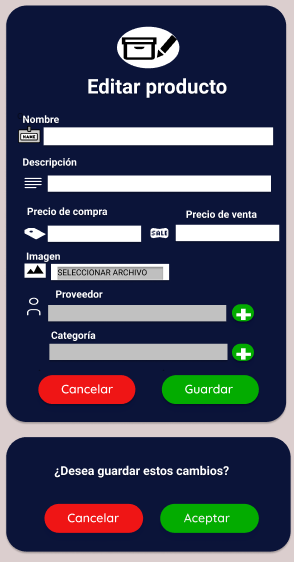 Editar producto
Nombre
NAME
Descripción
Precio de compra
Precio de venta
SALE
Imagen
SELECCIONAR ARCHIVO
Proveedor
Categoría
Cancelar
Guardar
¿Desea guardar estos cambios?
Cancelar
Aceptar